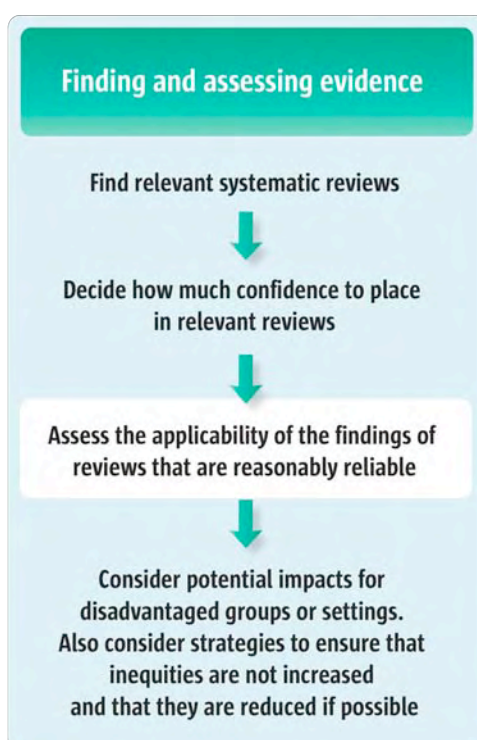 Finding and assessing evidence
Find relevant systematic reviews
Decide how much confidence to place
in relevant reviews
Assess the applicability of the findings of
reviews that are reasonably reliable
Consider potential impacts for
disadvantaged groups or settings.
Also consider strategies to ensure that
inequities are not increased
and that they are reduced if possible